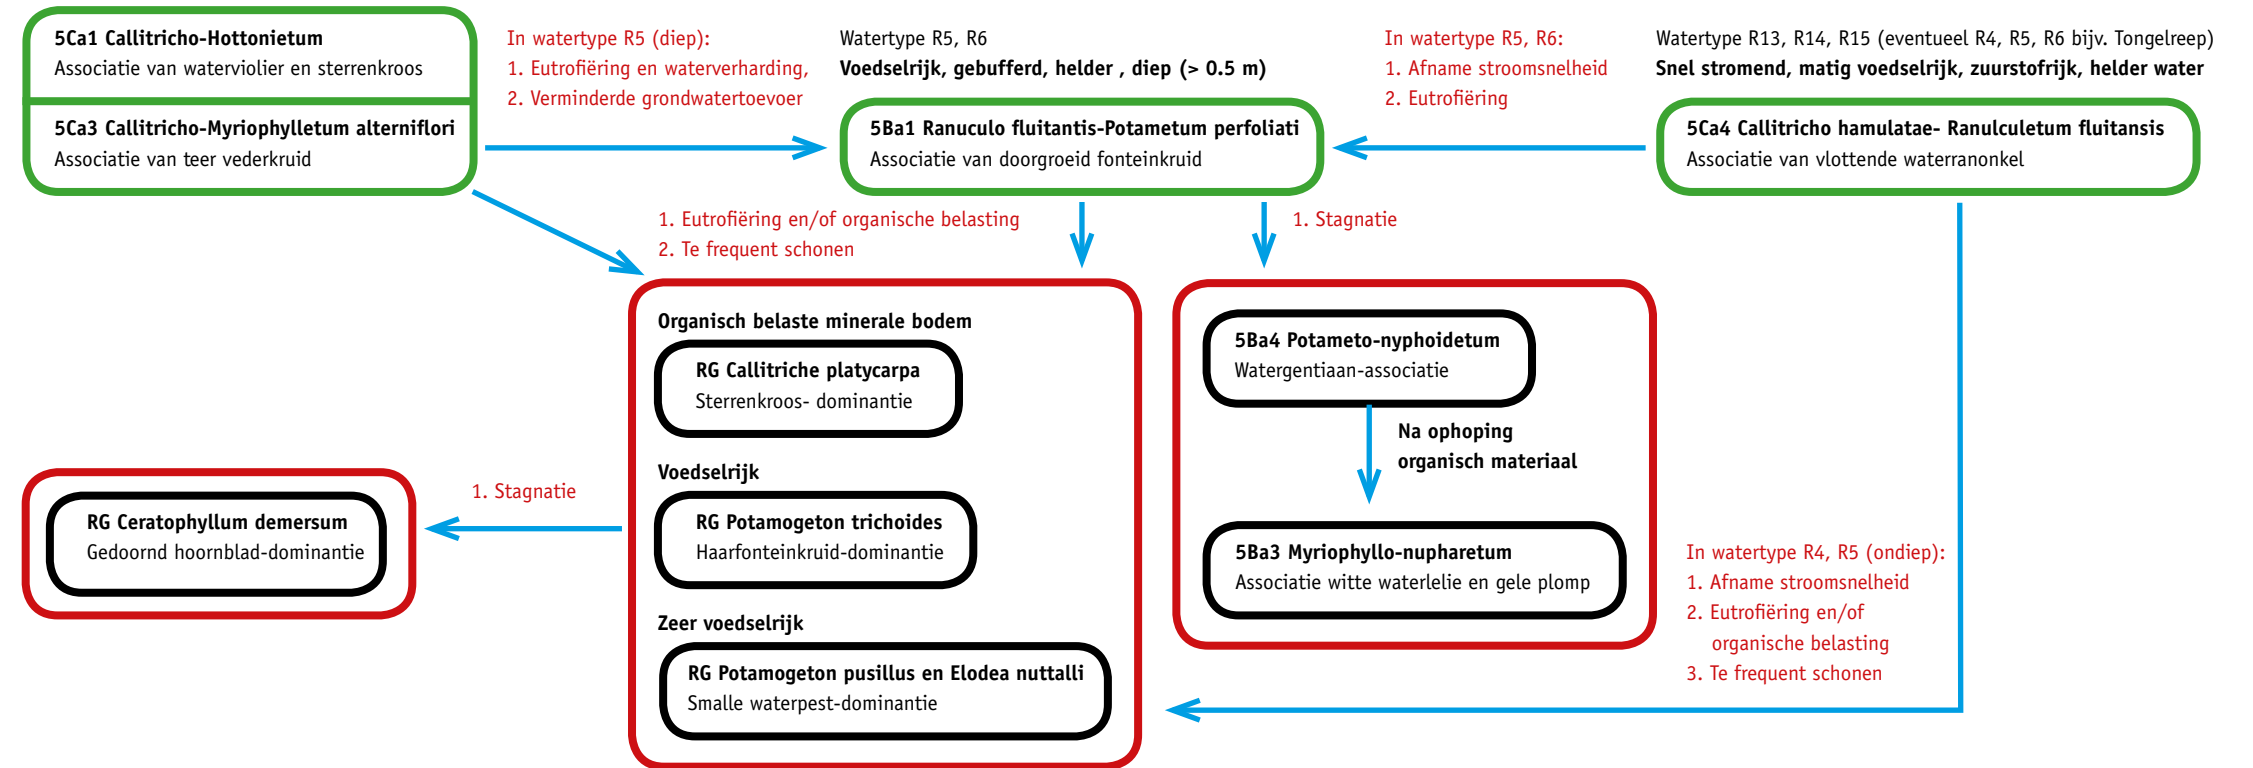 5Ca1 Callitricho-Hottonietum
Associatie van waterviolier en sterrenkroos
5Ca3 Callitricho-Myriophylletum alterniflori
Associatie van teer vederkruid
In watertype R5 (diep):
1. Eutrofiëring en waterverharding,
2. Verminderde grondwatertoevoer
Watertype R5, R6
Voedselrijk, gebufferd, helder , diep (> 0.5 m)
5Ba1 Ranuculo fluitantis-Potametum perfoliati
Associatie van doorgroeid fonteinkruid
In watertype R5, R6:
1. Afname stroomsnelheid
2. Eutrofiëring
Watertype R13, R14, R15 (eventueel R4, R5, R6 bijv. Tongelreep)
Snel stromend, matig voedselrijk, zuurstofrijk, helder water
5Ca4 Callitricho hamulatae- Ranulculetum fluitansis
Associatie van vlottende waterranonkel
1. Eutrofiëring en/of organische belasting
2. Te frequent schonen
1. Stagnatie
Organisch belaste minerale bodem
RG Callitriche platycarpa
Sterrenkroos- dominantie
Voedselrijk
RG Potamogeton trichoides
Haarfonteinkruid-dominantie
Zeer voedselrijk
RG Potamogeton pusillus en Elodea nuttalli
Smalle waterpest-dominantie
1. Stagnatie
RG Ceratophyllum demersum
Gedoornd hoornblad-dominantie
5Ba4 Potameto-nyphoidetum
Watergentiaan-associatie
Na ophoping
organisch materiaal
5Ba3 Myriophyllo-nupharetum
Associatie witte waterlelie en gele plomp
In watertype R4, R5 (ondiep):
1. Afname stroomsnelheid
2. Eutrofiëring en/of
organische belasting
3. Te frequent schonen